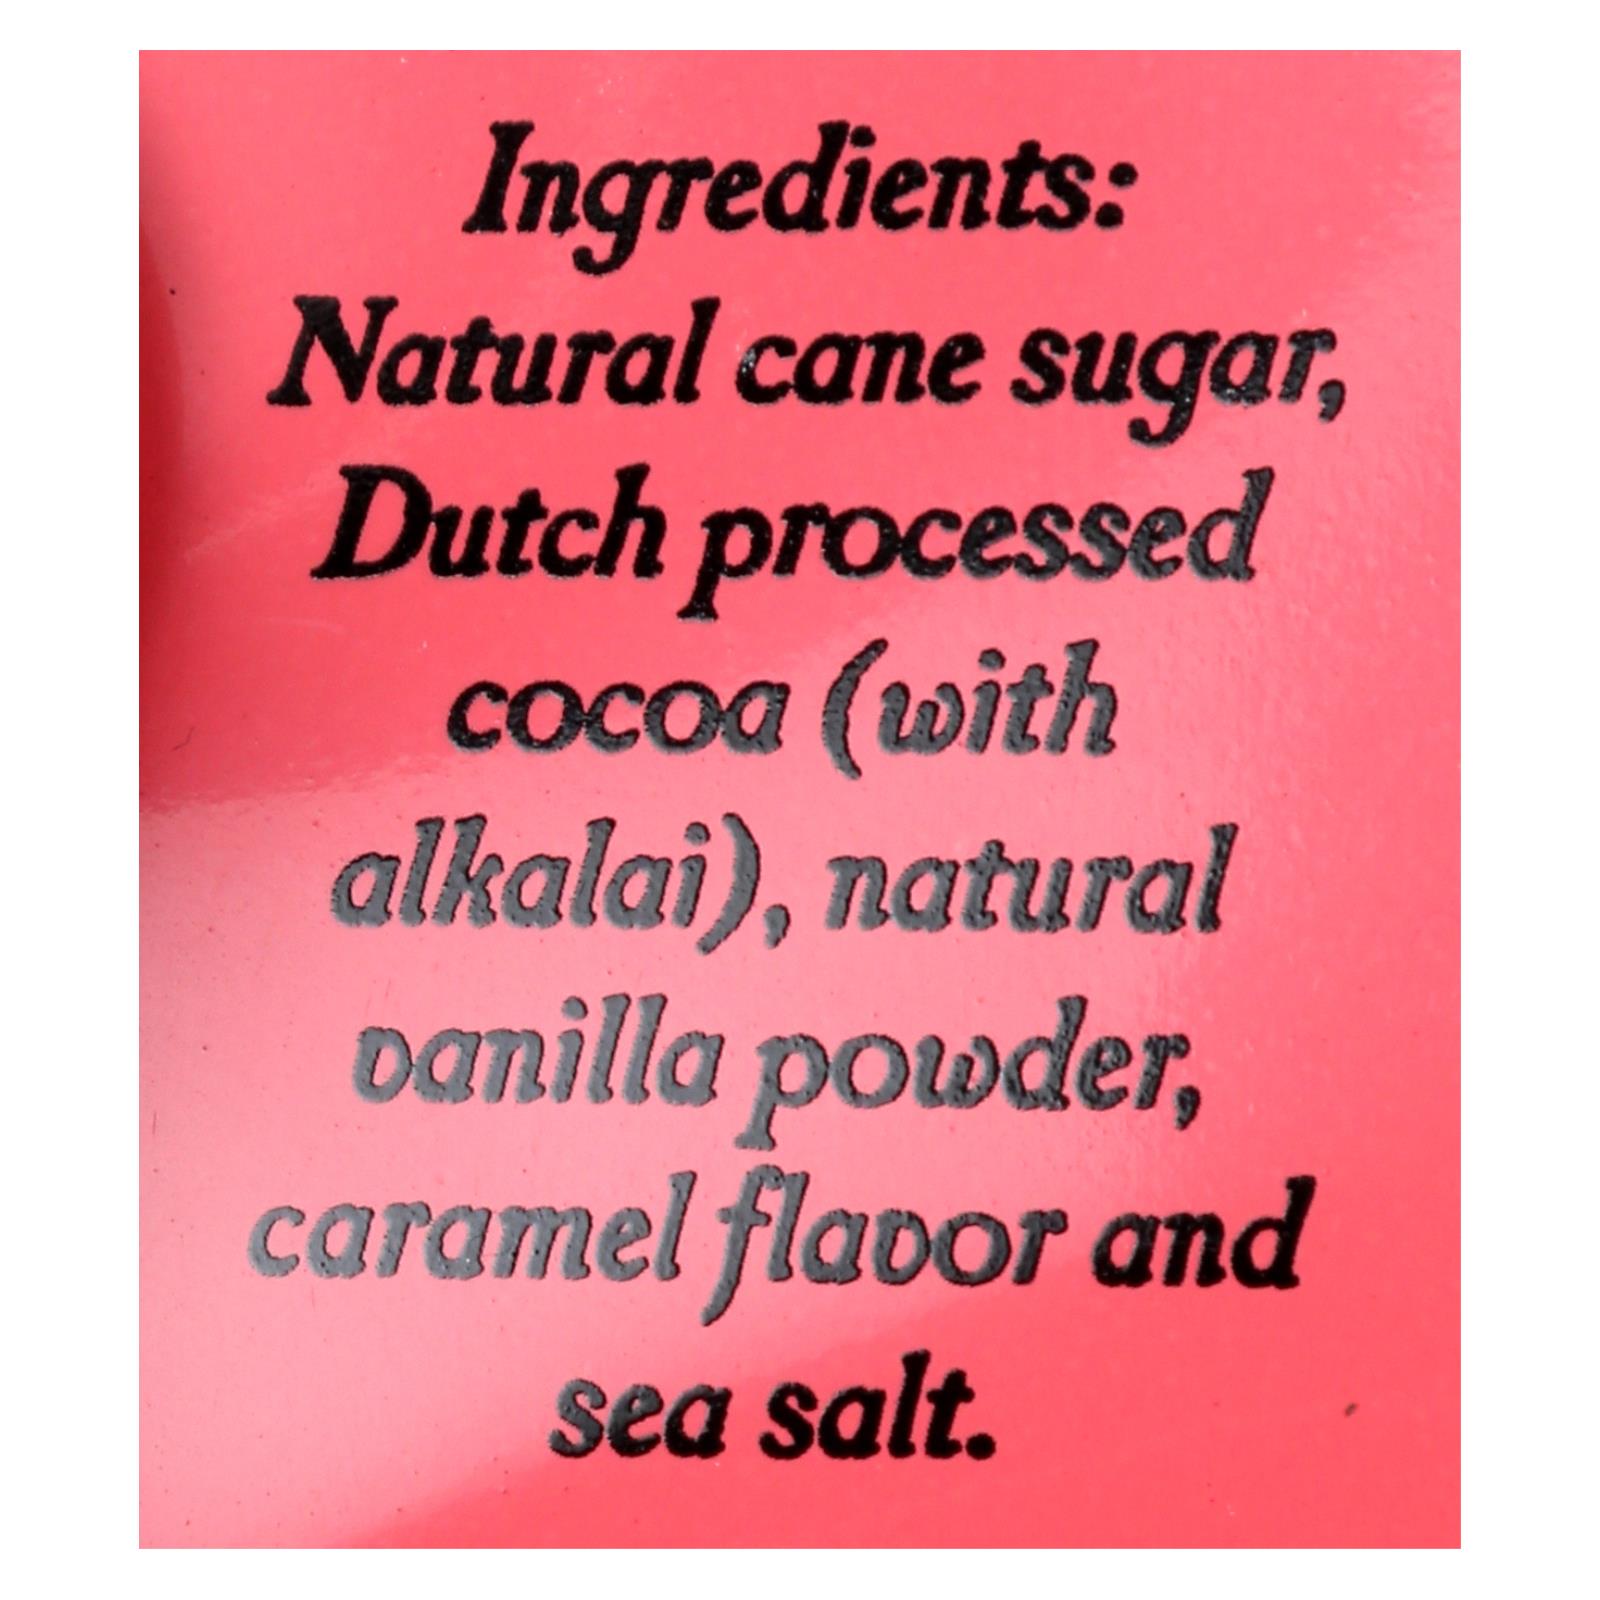 Ingredients:
Natural cane sugar,
Dutch processed
cocoa (with
alkalai), natural
vanilla powder,
caramel flavor and
sea salt.